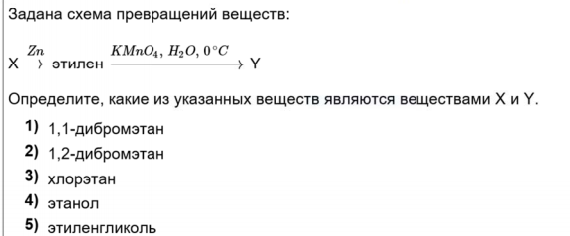 Задана схема превращений веществ:
Zn KMnO₄, H₂O, 0°C
X → этилен → Y
Определите, какие из указанных веществ являются веществами X и Y.
1) 1,1-дибромэтан
2) 1,2-дибромэтан
3) хлорэтан
4) этанол
5) этиленгликоль